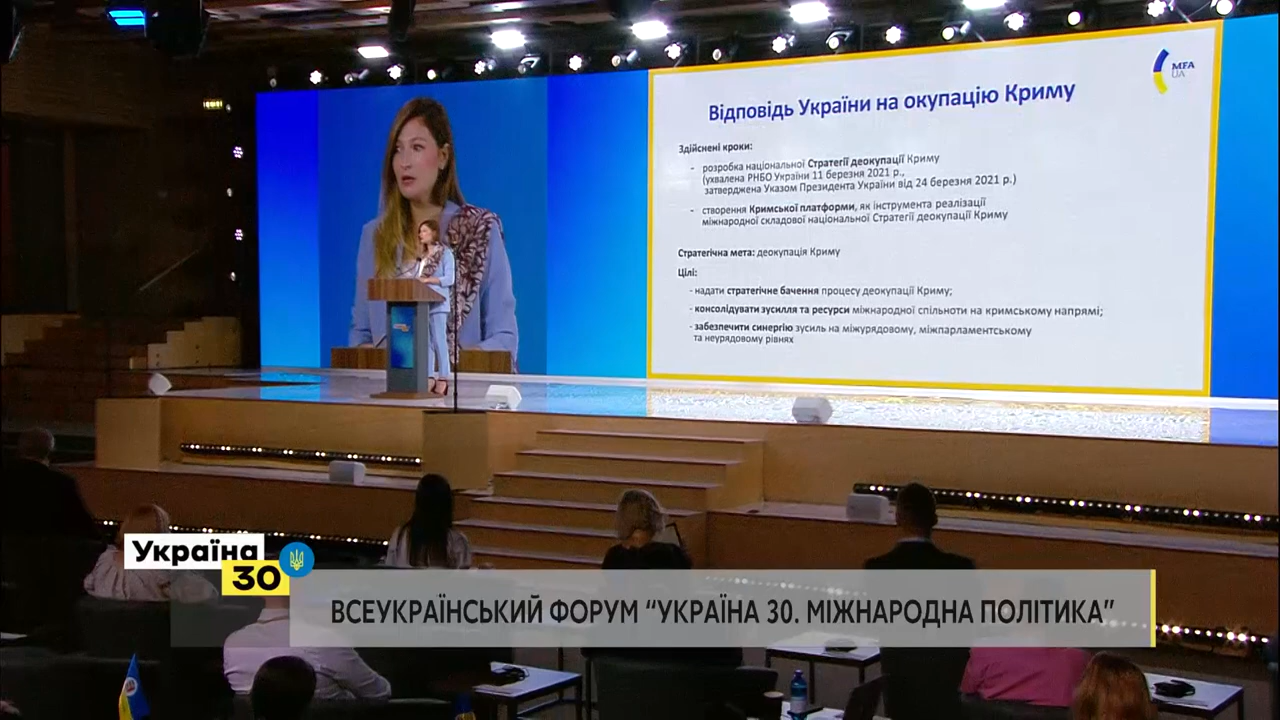 MFA
UA
Відповідь України на окупацію Криму
Здійснені кроки:
- розробка національної Стратегії деокупації Криму
(ухвалена РНБО України 11 березня 2021 р.,
затверджена Указом Президента України від 24 березня 2021 р.)
- створення Кримської платформи, як інструмента реалізації
міжнародної складової національної Стратегії деокупації Криму
Стратегічна мета: деокупація Криму
Цілі:
- надати стратегічне бачення процесу деокупації Криму;
- консолідувати зусилля та ресурси міжнародної спільноти на кримському напрямі;
- забезпечити синергію зусиль на міжурядовому, міжпарламентському
та неурядовому рівнях
Україна
30
ВСЕУКРАЇНСЬКИЙ ФОРУМ “УКРАЇНА 30. МІЖНАРОДНА ПОЛІТИКА”